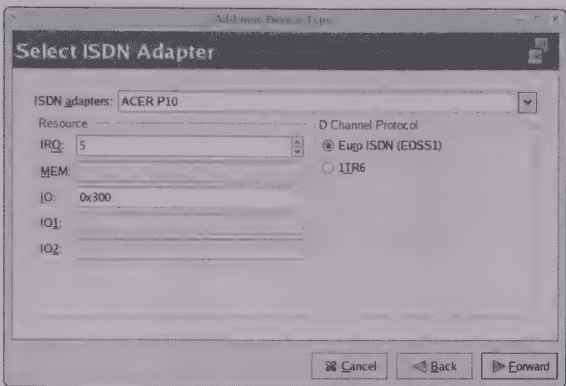 Add new Device Type
Select ISDN Adapter
ISDN adapters: ACER P10
Resource
D Channel Protocol
IRQ: 5
Euro ISDN (EDSS1)
MEM:
1TR6
IO: 0x300
IO1:
IO2:
Cancel
Back
Forward